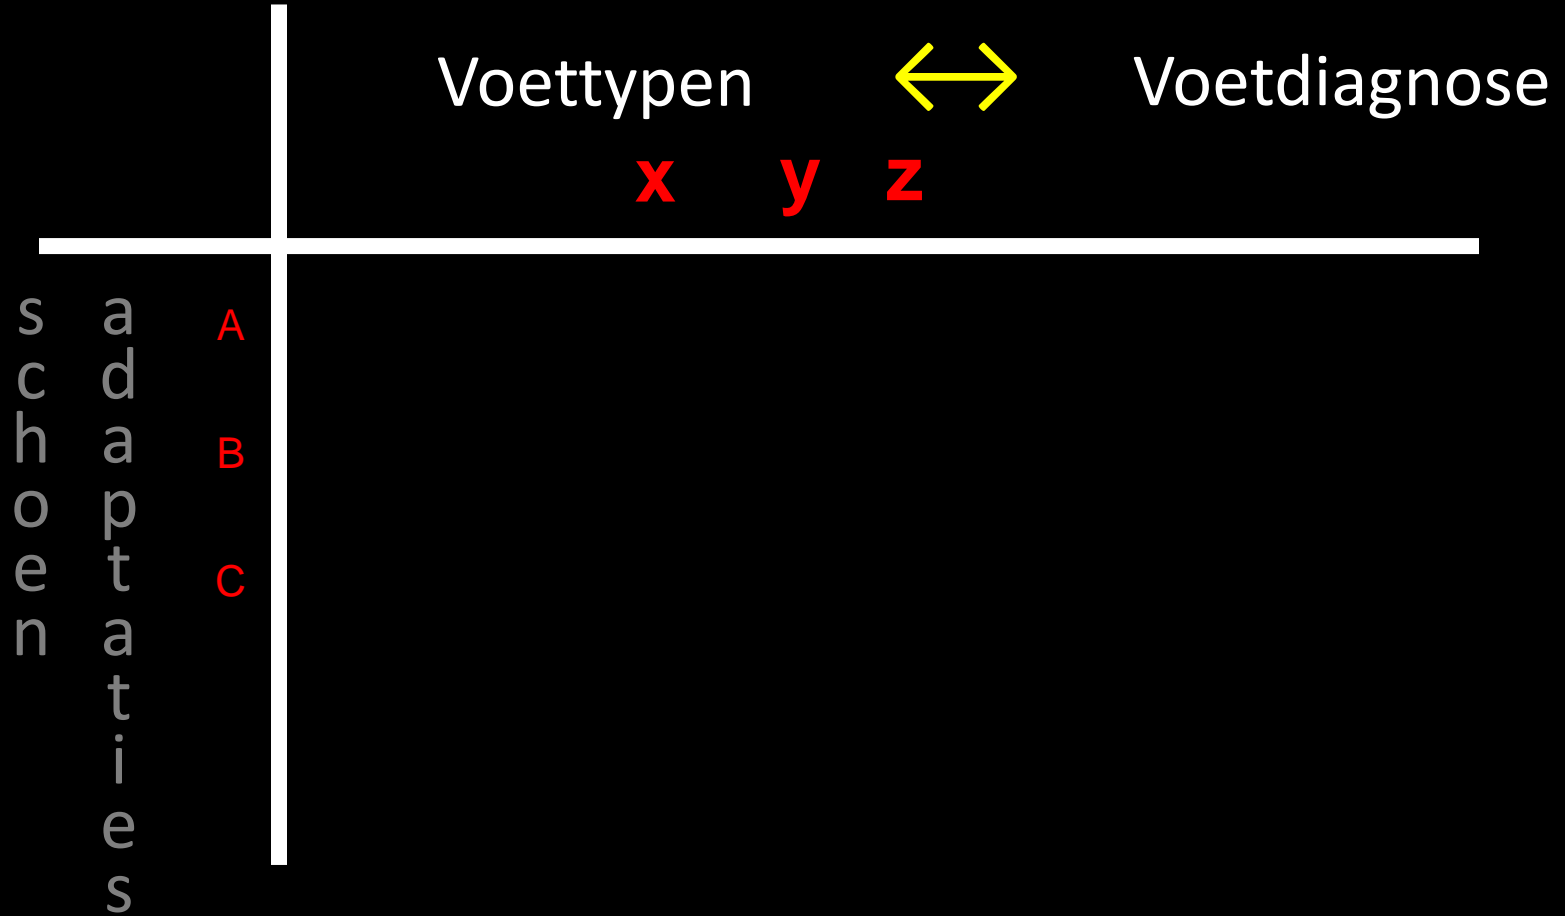 Voettypen Voetdiagnose
x y z
schoen
adaptaties
A
B
C